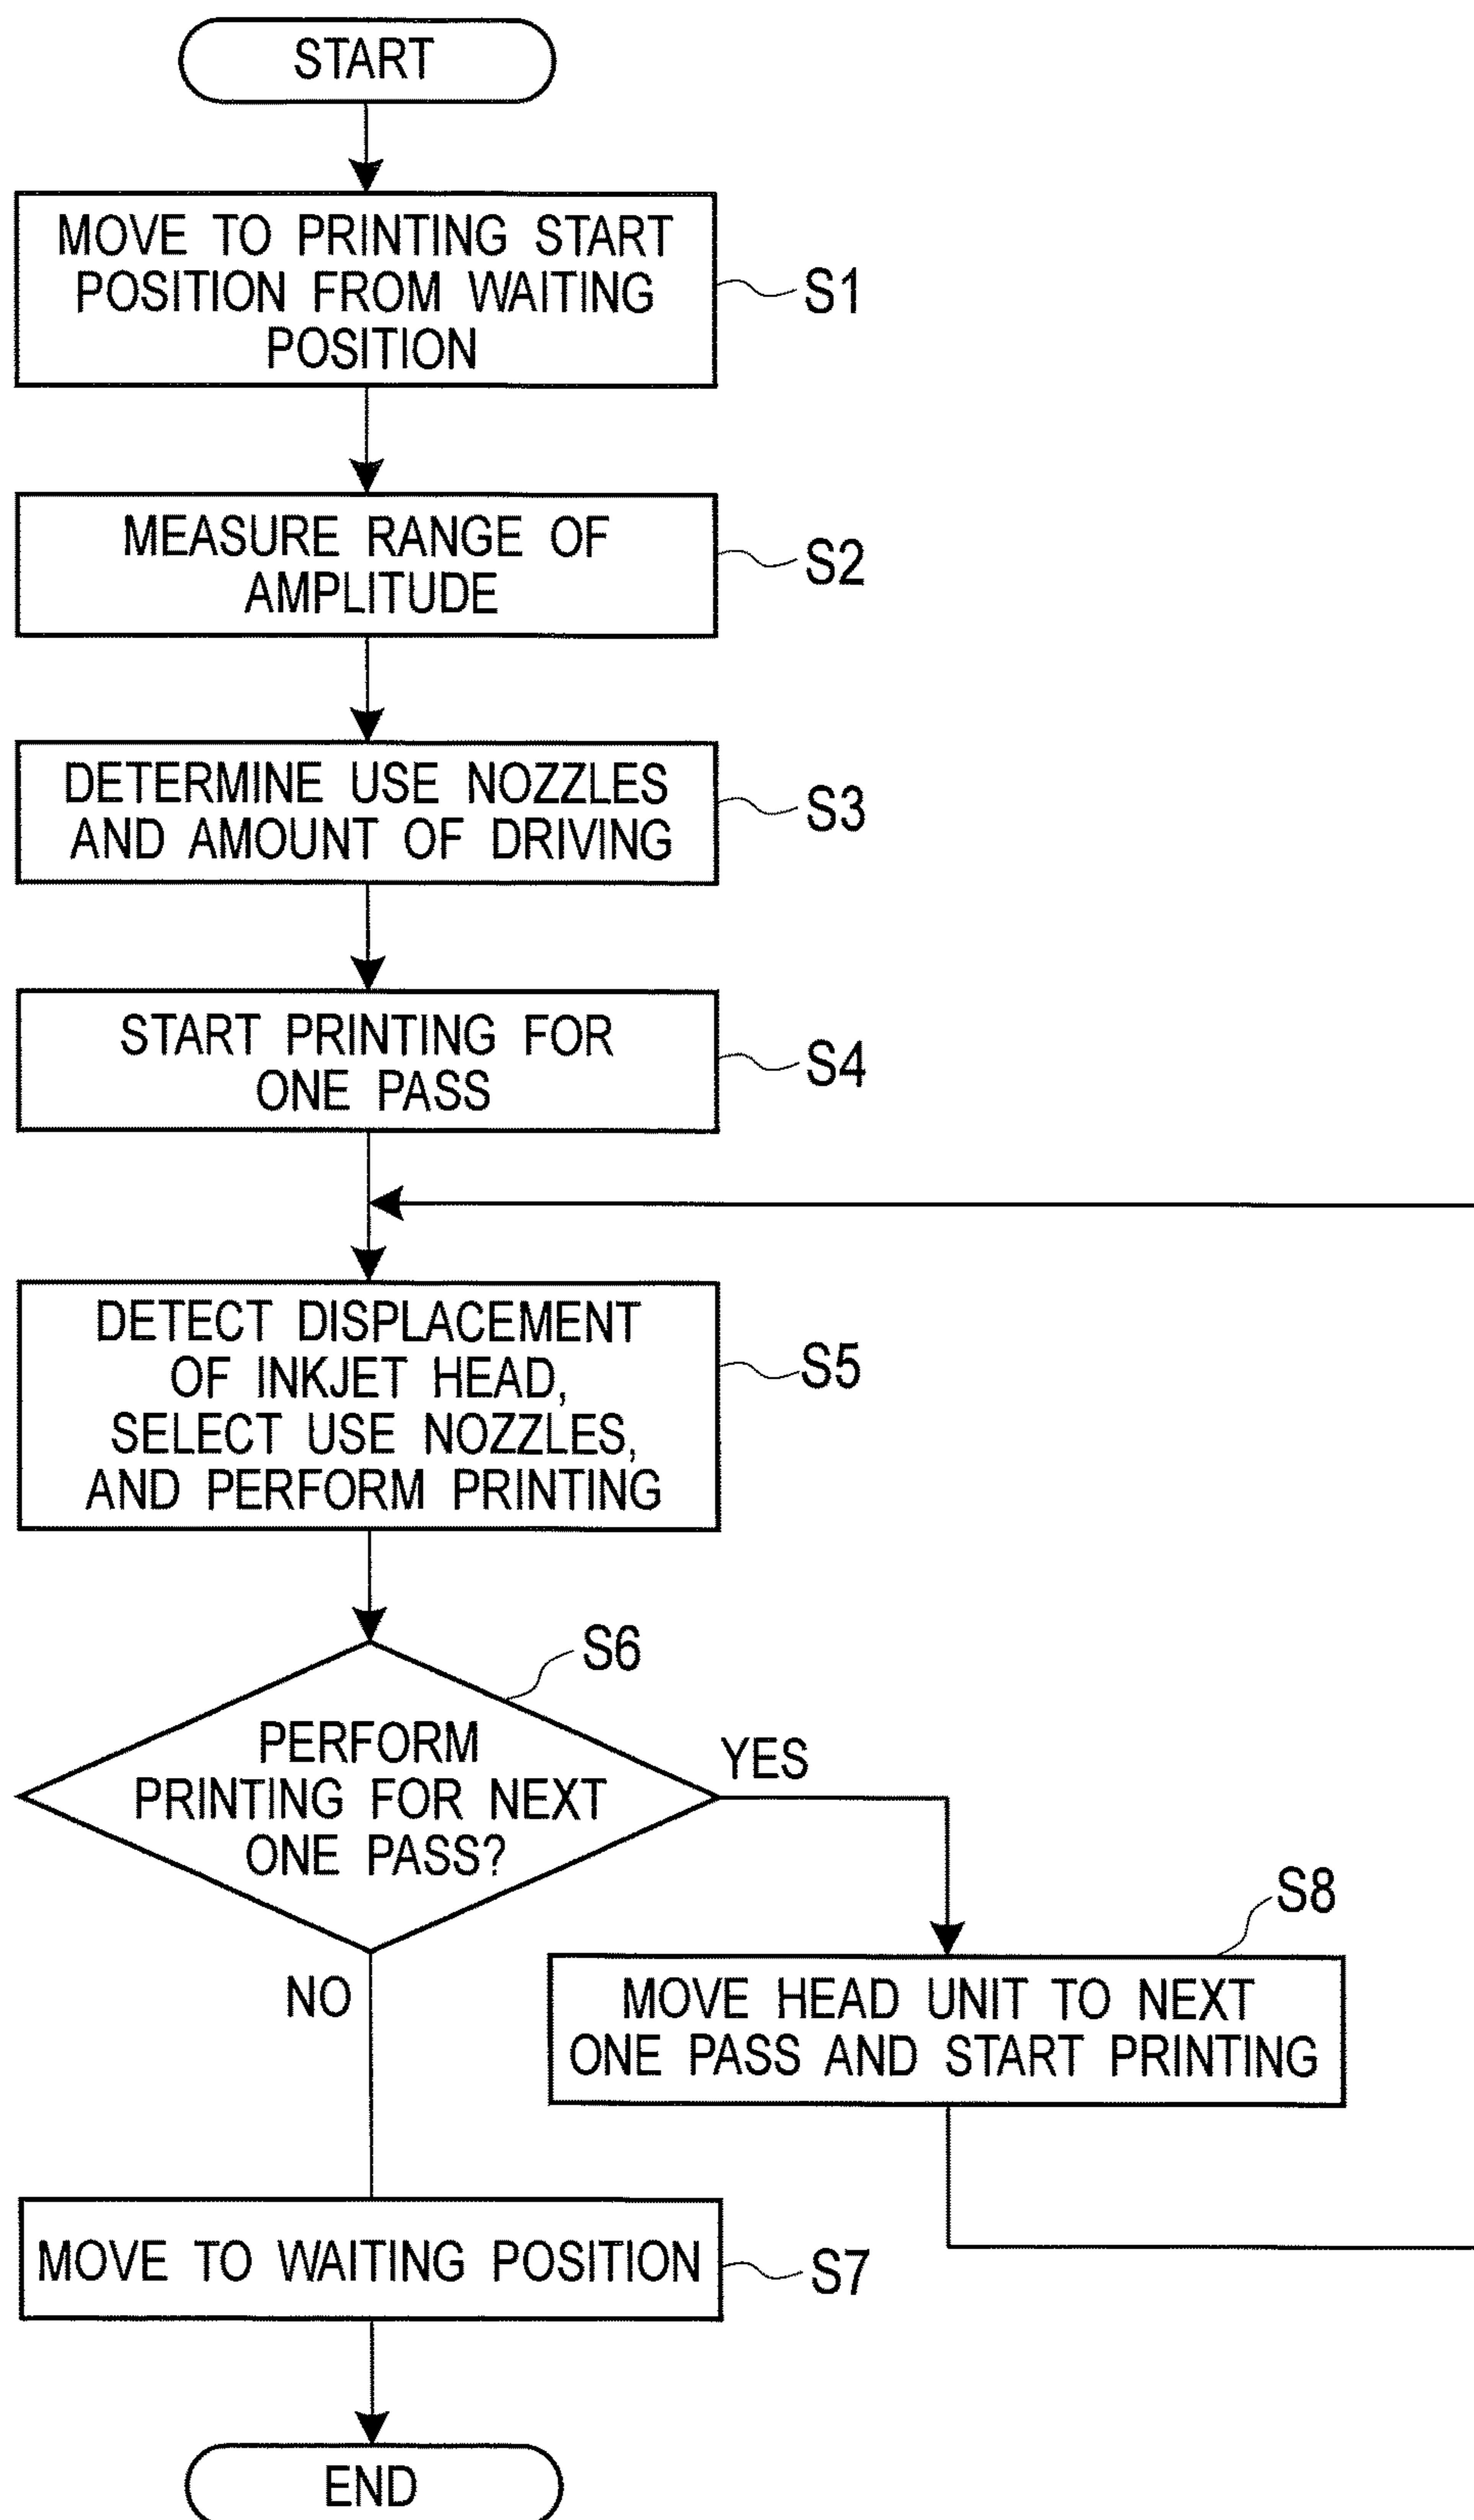 START
MOVE TO PRINTING START
POSITION FROM WAITING
POSITION
S1
MEASURE RANGE OF
AMPLITUDE
S2
DETERMINE USE NOZZLES
AND AMOUNT OF DRIVING
S3
START PRINTING FOR
ONE PASS
S4
DETECT DISPLACEMENT
OF INKJET HEAD,
SELECT USE NOZZLES,
AND PERFORM PRINTING
S5
S6
PERFORM
PRINTING FOR NEXT
ONE PASS?
YES
NO
S8
MOVE HEAD UNIT TO NEXT
ONE PASS AND START PRINTING
MOVE TO WAITING POSITION
S7
END